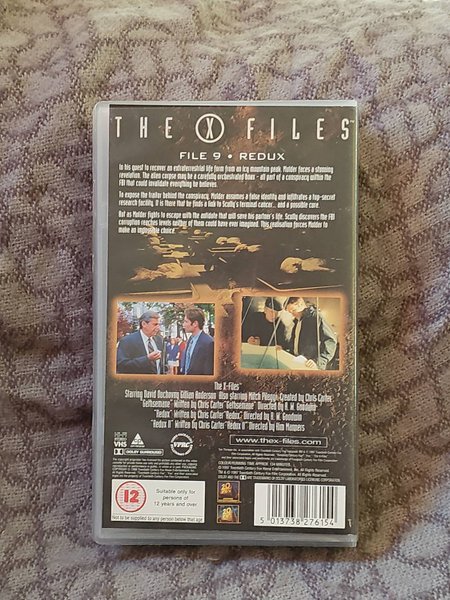 THE X FILES
FILE 9 • REDUX
In his quest to recover an extraterrestrial life form from an icy mountain peak, Mulder faces a stunning
revelation. The alien corpse may be a carefully orchestrated hoax - all part of a conspiracy within the
FBI that could invalidate everything he believes.
To expose the traitor behind the conspiracy, Mulder assumes a false identity and infiltrates a top-secret
research facility. It is there that he finds a link to Scully's terminal cancer... and a possible cure.
But as Mulder fights to escape with the antidote that will save his partner's life, Scully discovers the FBI
corruption reaches levels neither of them could have ever imagined. This realisation forces Mulder to
make an impossible choice.
The X-Files
Starring David Duchovny Gillian Anderson Also starring Mitch Pileggi Created by Chris Carter
"Gethsemane" Written by Chris Carter "Gethsemane" Directed by R. W. Goodwin
"Redux" Written by Chris Carter "Redux" Directed by R. W. Goodwin
"Redux II" Written by Chris Carter "Redux II" Directed by Kim Manners
www.thex-files.com
HI-FI
STEREO
VHS
DOLBY SURROUND
VPRC
12
Suitable only for
persons of
12 years and over.
Not to be supplied to any person below that age.
5 013738 276154